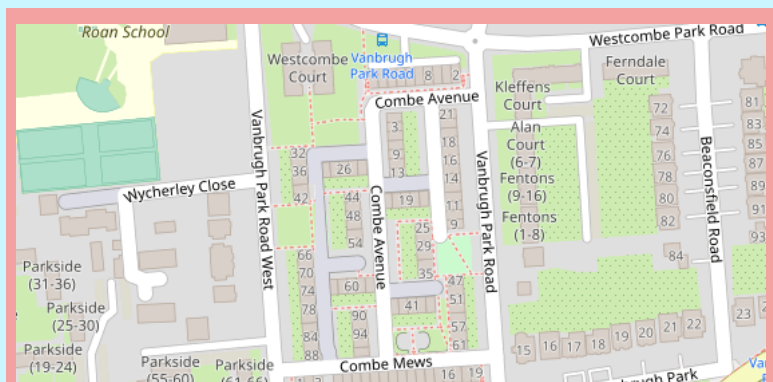 Roan School
Westcombe Park Road
Westcombe
Court
Vanbrugh
Park Road
8
2
Ferndale
Court
Kleffens
Court
Combe Avenue
Vanbrugh Park Road West
3
21
72
81
Alan
Court
(6-7)
18
74
83
Beaconsfield Road
32
36
42
26
9
13
16
14
Fentons
(9-16)
76
85
78
87
Vanbrugh Park Road
Wycherley Close
Combe Avenue
44
48
54
19
11
9
Fentons
(1-8)
80
89
82
91
25
29
35
93
66
70
74
78
84
88
84
Parkside
(31-36)
60
47
51
57
61
41
Parkside
(25-30)
90
94
23
22
21
20
19
18
17
16
15
Parkside
(19-24)
Parkside
(55-60)
Parkside
(61-66)
Combe Mews
16
19
Park